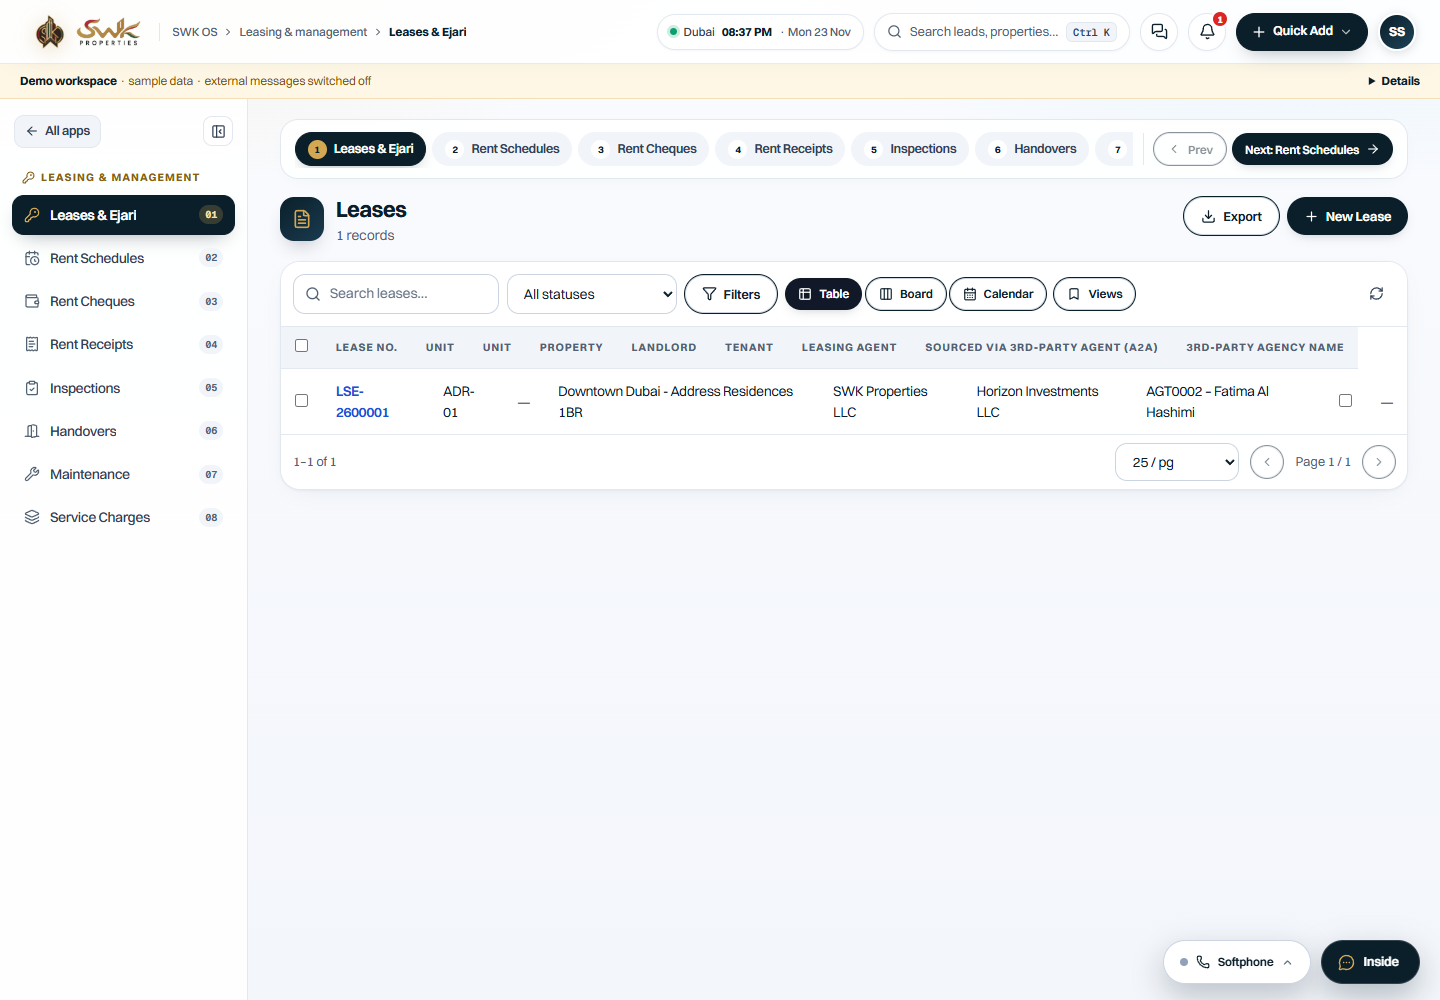 SWK
PROPERTIES
SWK OS > Leasing & management > Leases & Ejari
Dubai 08:37 PM · Mon 23 Nov
Search leads, properties... Ctrl K
1
Quick Add
SS
Demo workspace · sample data · external messages switched off
Details
All apps
LEASING & MANAGEMENT
Leases & Ejari 01
Rent Schedules 02
Rent Cheques 03
Rent Receipts 04
Inspections 05
Handovers 06
Maintenance 07
Service Charges 08
1 Leases & Ejari
2 Rent Schedules
3 Rent Cheques
4 Rent Receipts
5 Inspections
6 Handovers
7
Prev
Next: Rent Schedules
Leases
1 records
Export
New Lease
Search leases...
All statuses
Filters
Table
Board
Calendar
Views
LEASE NO. UNIT UNIT PROPERTY LANDLORD TENANT LEASING AGENT SOURCED VIA 3RD-PARTY AGENT (A2A) 3RD-PARTY AGENCY NAME
LSE-
2600001
ADR-
01
—
Downtown Dubai - Address Residences
1BR
SWK Properties
LLC
Horizon Investments
LLC
AGT0002 – Fatima Al
Hashimi
—
1–1 of 1
25 / pg
Page 1 / 1
Softphone
Inside